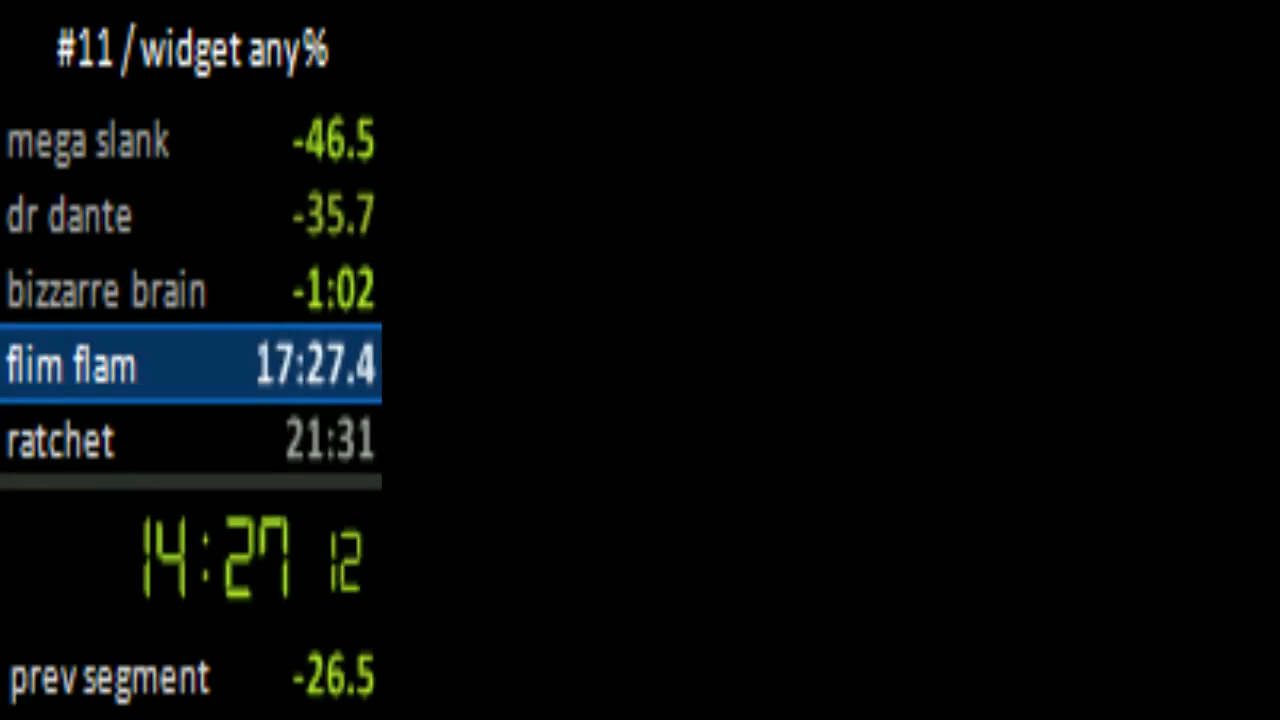 #11 / widget any%
mega slank -46.5
dr dante -35.7
bizzarre brain -1:02
flim flam 17:27.4
ratchet 21:31
14:27 12
prev segment -26.5